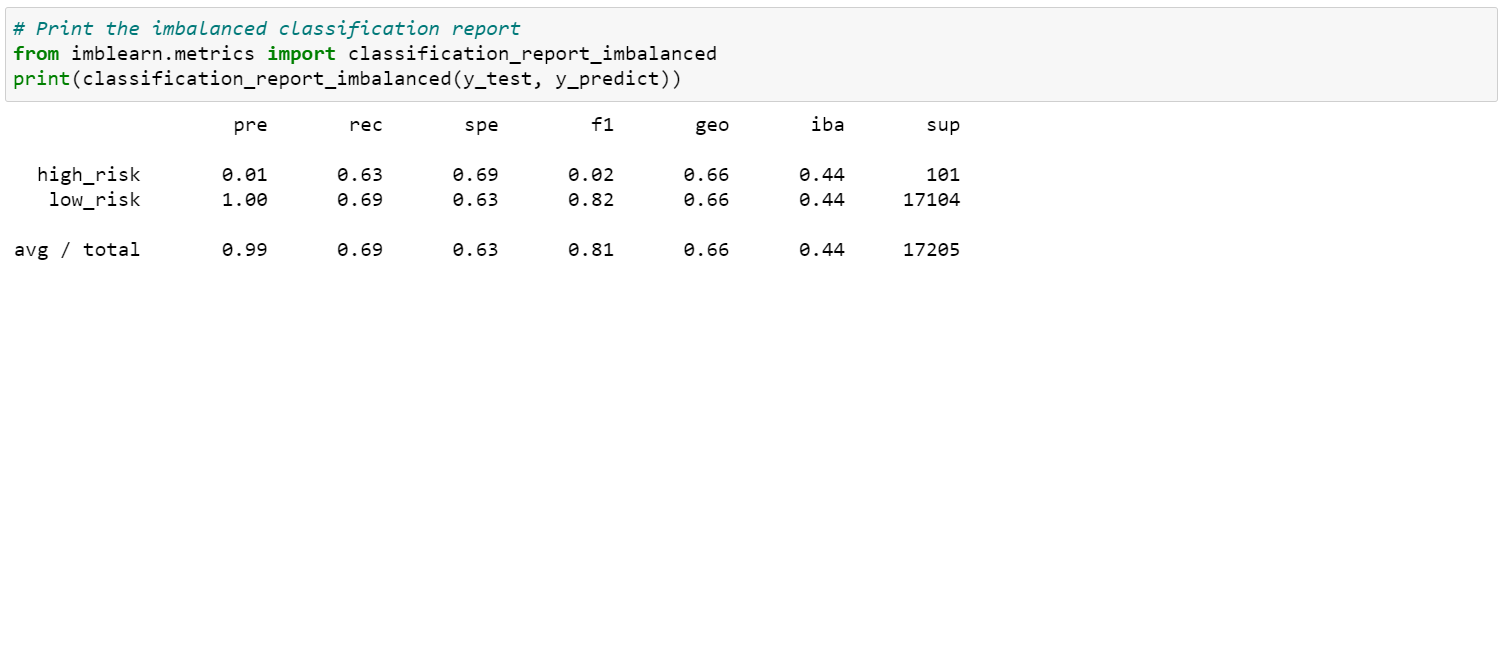 # Print the imbalanced classification report
from imblearn.metrics import classification_report_imbalanced
print(classification_report_imbalanced(y_test, y_predict))
pre rec spe f1 geo iba sup
high_risk 0.01 0.63 0.69 0.02 0.66 0.44 101
low_risk 1.00 0.69 0.63 0.82 0.66 0.44 17104
avg / total 0.99 0.69 0.63 0.81 0.66 0.44 17205